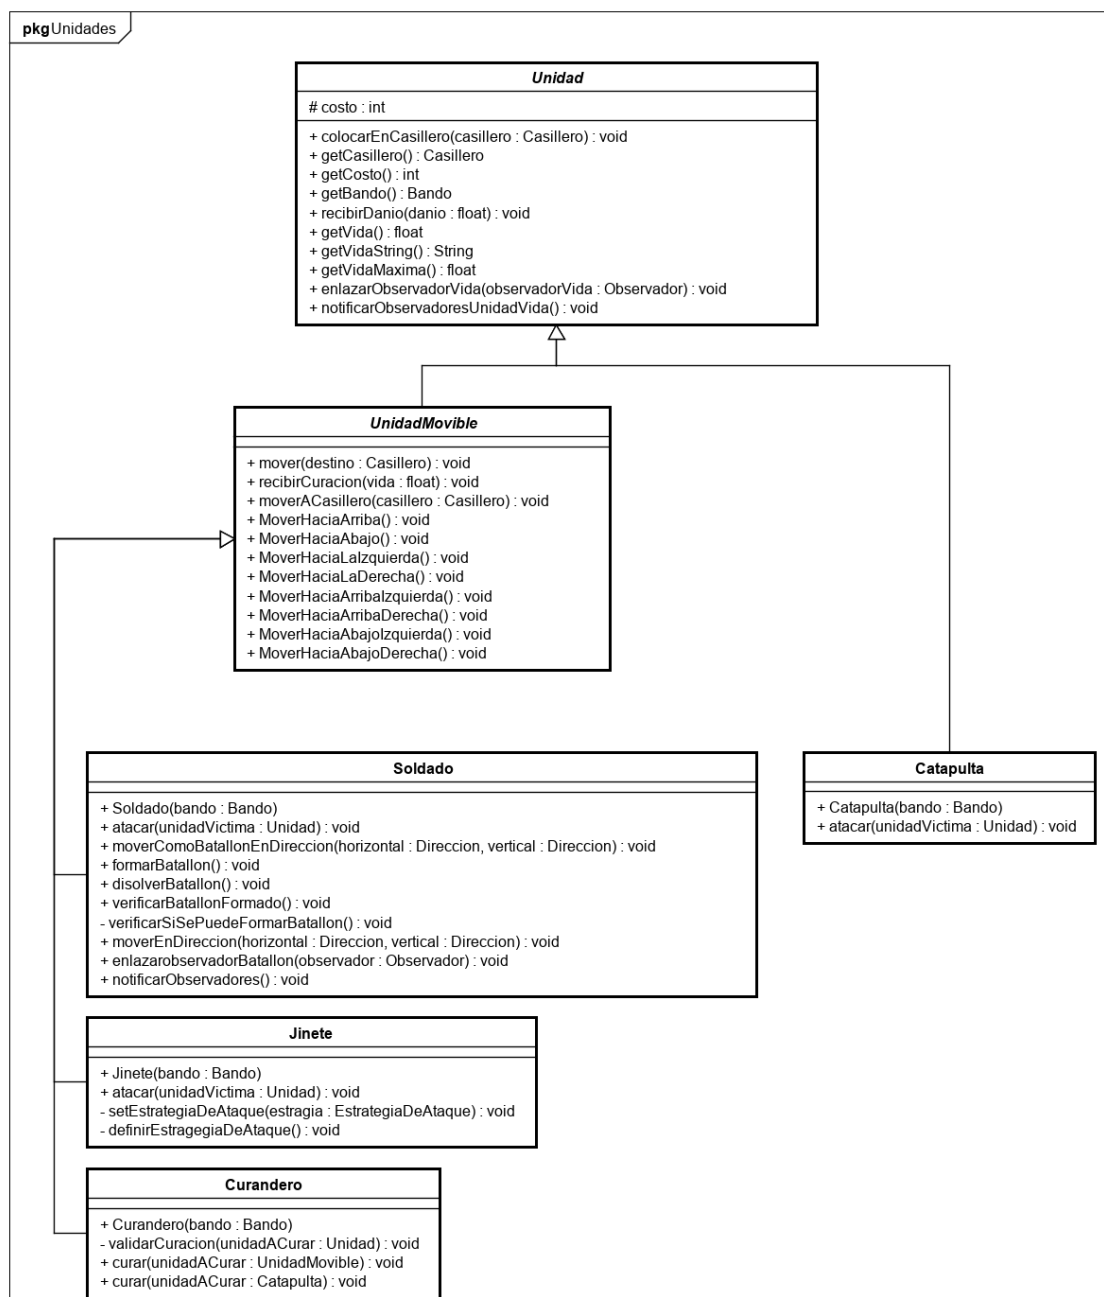 pkg Unidades
Unidad
# costo : int
+ colocarEnCasillero(casillero : Casillero) : void
+ getCasillero() : Casillero
+ getCosto() : int
+ getBando() : Bando
+ recibirDanio(danio : float) : void
+ getVida() : float
+ getVidaString() : String
+ getVidaMaxima() : float
+ enlazarObservadorVida(observadorVida : Observador) : void
+ notificarObservadoresUnidadVida() : void
UnidadMovible
+ mover(destino : Casillero) : void
+ recibirCuracion(vida : float) : void
+ moverACasillero(casillero : Casillero) : void
+ MoverHaciaArriba() : void
+ MoverHaciaAbajo() : void
+ MoverHaciaLaIzquierda() : void
+ MoverHaciaLaDerecha() : void
+ MoverHaciaArribaIzquierda() : void
+ MoverHaciaArribaDerecha() : void
+ MoverHaciaAbajoIzquierda() : void
+ MoverHaciaAbajoDerecha() : void
Soldado
+ Soldado(bando : Bando)
+ atacar(unidadVictima : Unidad) : void
+ moverComoBatallonEnDireccion(horizontal : Direccion, vertical : Direccion) : void
+ formarBatallon() : void
+ disolverBatallon() : void
+ verificarBatallonFormado() : void
- verificarSiSePuedeFormarBatallon() : void
+ moverEnDireccion(horizontal : Direccion, vertical : Direccion) : void
+ enlazarobservadorBatallon(observador : Observador) : void
+ notificarObservadores() : void
Catapulta
+ Catapulta(bando : Bando)
+ atacar(unidadVictima : Unidad) : void
Jinete
+ Jinete(bando : Bando)
+ atacar(unidadVictima : Unidad) : void
- setEstrategiaDeAtaque(estragia : EstrategiaDeAtaque) : void
- definirEstragegiaDeAtaque() : void
Curandero
+ Curandero(bando : Bando)
- validarCuracion(unidadACurar : Unidad) : void
+ curar(unidadACurar : UnidadMovible) : void
+ curar(unidadACurar : Catapulta) : void